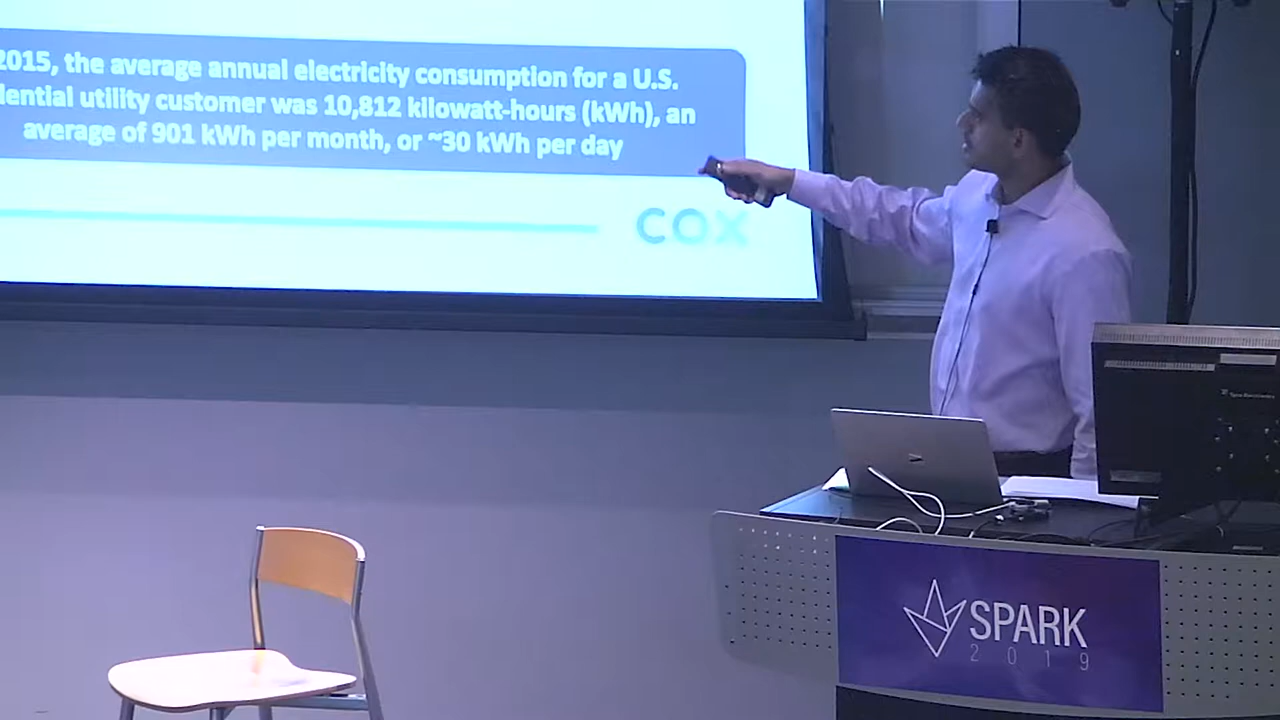 2015, the average annual electricity consumption for a U.S.
dential utility customer was 10,812 kilowatt-hours (kWh), an
average of 901 kWh per month, or ~30 kWh per day
COX
SPARK
2019